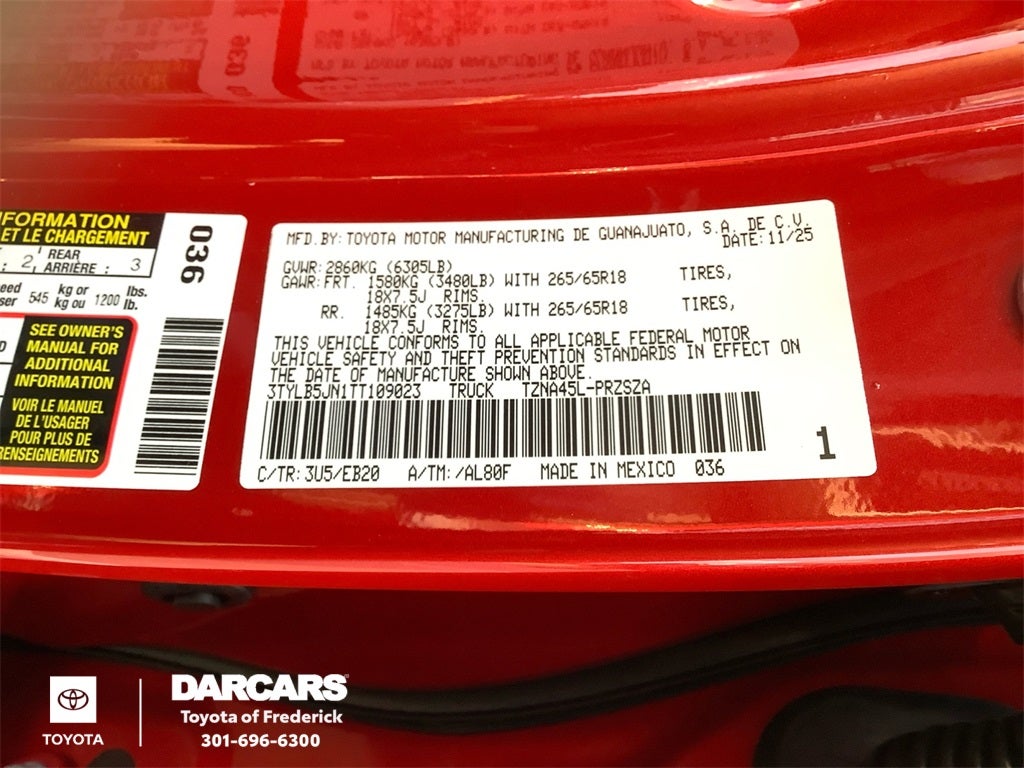 NFORMATION
ET LE CHARGEMENT
: 2 REAR ARRIÈRE : 3
545 kg or kg ou 1200 lbs. lb.
SEE OWNER'S
MANUAL FOR
ADDITIONAL
INFORMATION
VOIR LE MANUEL
DE L'USAGER
POUR PLUS DE
RENSEIGNEMENTS
036
MFD.BY: TOYOTA MOTOR MANUFACTURING DE GUANAJUATO, S.A. DE C.V.
DATE: 11/25
GVWR: 2860KG (6305LB)
GAWR: FRT. 1580KG (3480LB) WITH 265/65R18 TIRES,
18X7.5J RIMS.
RR. 1485KG (3275LB) WITH 265/65R18 TIRES,
18X7.5J RIMS.
THIS VEHICLE CONFORMS TO ALL APPLICABLE FEDERAL MOTOR
VEHICLE SAFETY AND THEFT PREVENTION STANDARDS IN EFFECT ON
THE DATE OF MANUFACTURE SHOWN ABOVE.
3TYLB5JN1TT109023 TRUCK TZNA45L-PRZSZA
1
C/TR: 3U5/EB20 A/TM: /AL80F MADE IN MEXICO 036
TOYOTA
DARCARS
Toyota of Frederick
301-696-6300